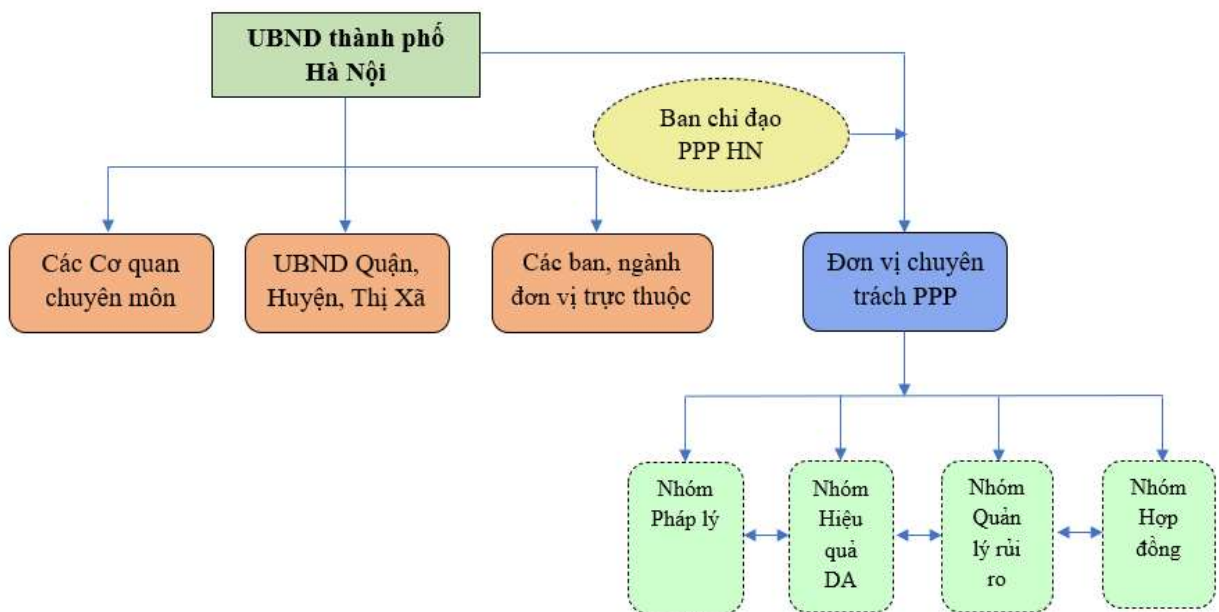 UBND thành phố
Hà Nội
Ban chỉ đạo
PPP HN
Các Cơ quan
chuyên môn
UBND Quận,
Huyện, Thị Xã
Các ban, ngành
đơn vị trực thuộc
Đơn vị chuyên
trách PPP
Nhóm
Pháp lý
Nhóm
Hiệu
quả
DA
Nhóm
Quản
lý rủi
ro
Nhóm
Hợp
đồng